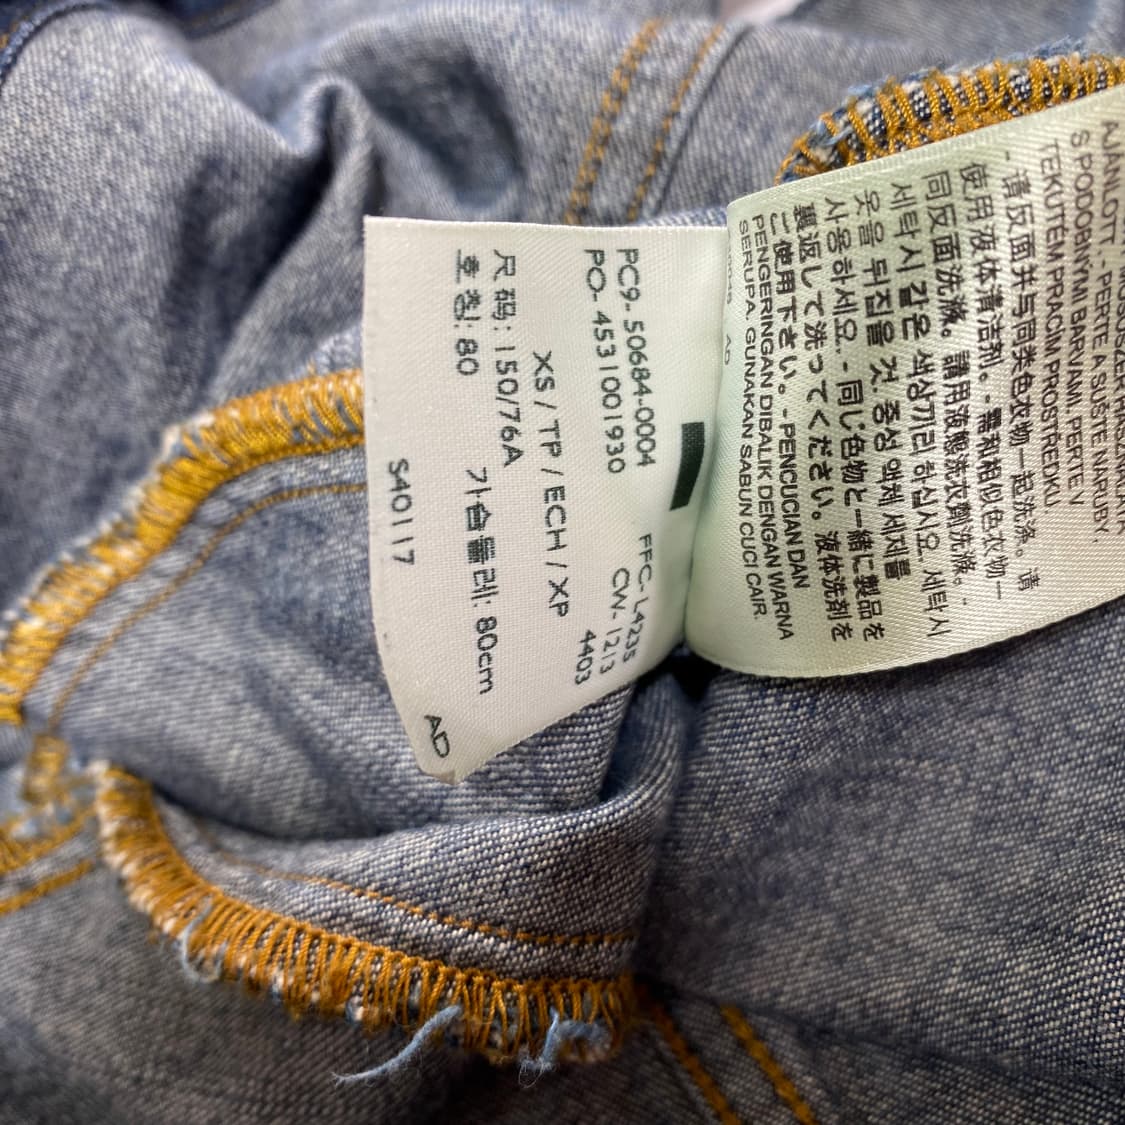 PC9-50684-0004 FFC-L4235
PO-4531001930 CW-1213
4403
XS / TP / ECH / XP
尺码: 150/76A
호칭: 80 가슴둘레: 80cm
S40117
AD
AJÁNLOTT. - PERTE A SUŠTE NARUBY,
S PODOBNÝMI BARVAMI. PERTE V
TEKUTÉM PRACÍM PROSTŘEDKU
- 请反面并与同类色衣物一起洗涤。请
使用液体清洁剂。- 需和相似色衣物一
同反面洗滌。請用液態洗衣劑洗滌。-
세탁시 같은 색상끼리 하십시요. 세탁시
옷을 뒤집을 것. 중성 액체 세제를
사용하세요. - 同じ色物と一緒に製品を
裏返して洗ってください。液体洗剤を
ご使用下さい。- PENCUCIAN DAN
PENGERINGAN DIBALIK DENGAN WARNA
SERUPA. GUNAKAN SABUN CUCI CAIR.
AD